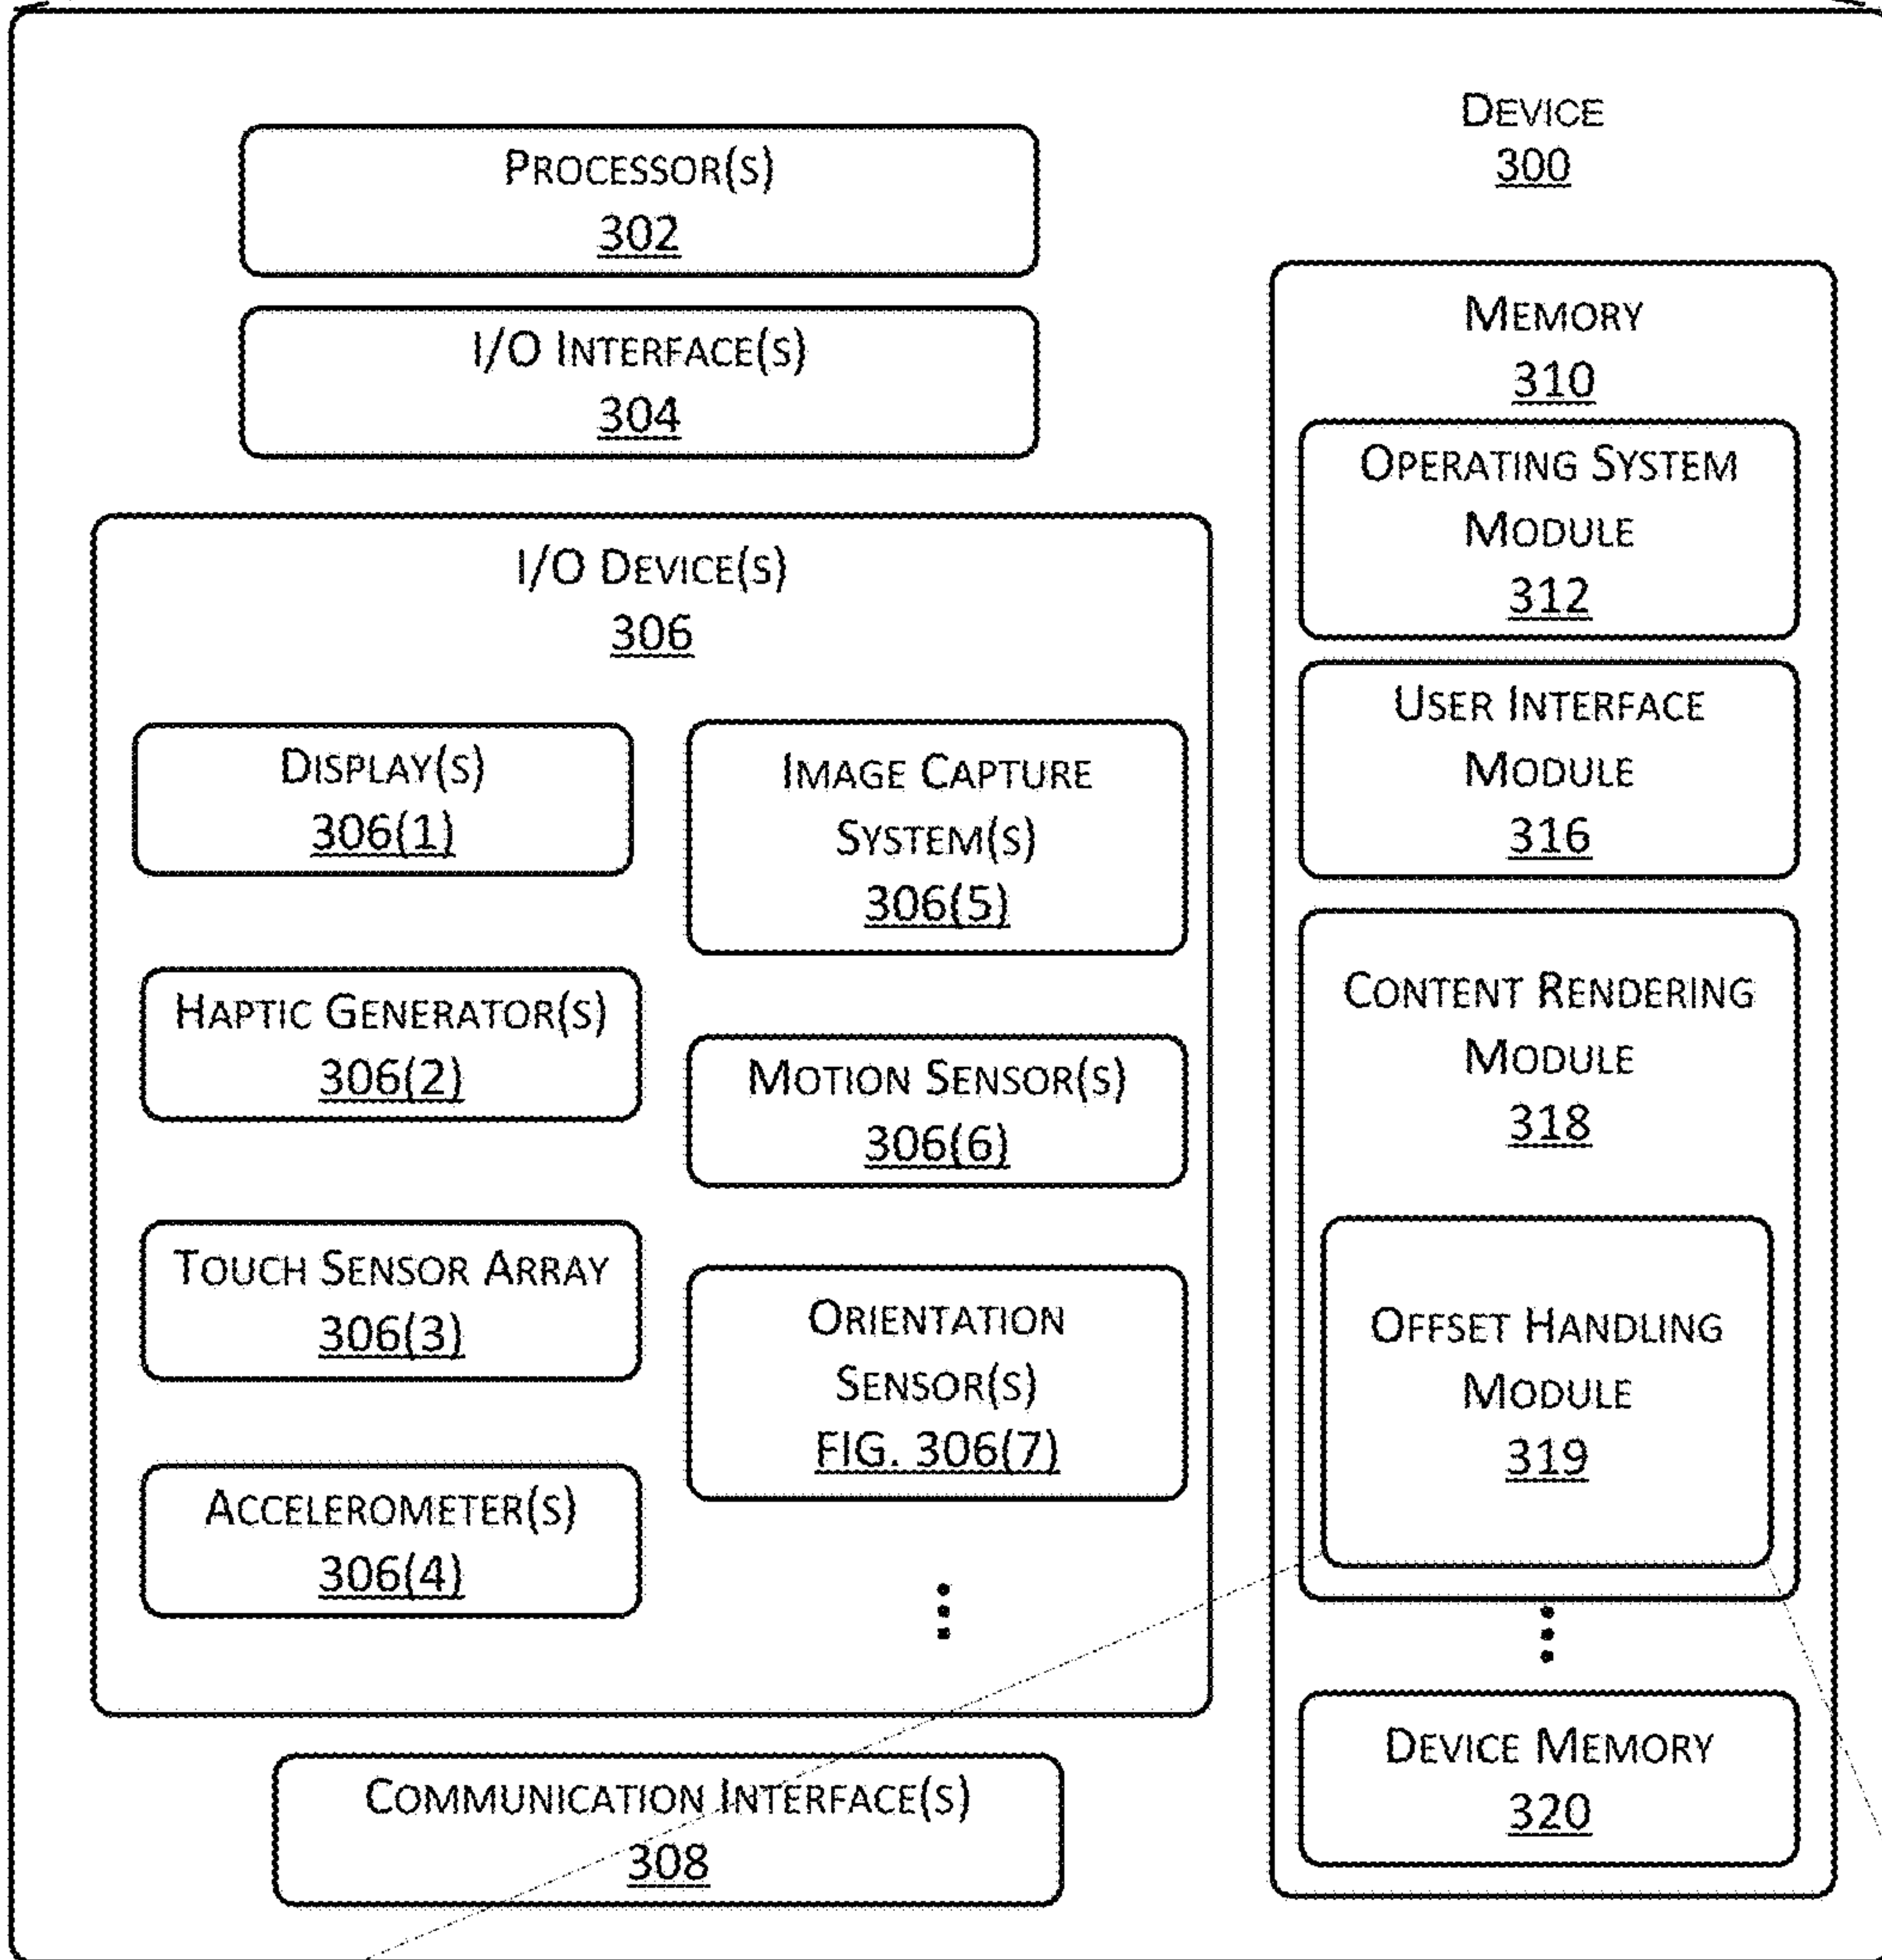 DEVICE
300
PROCESSOR(S)
302
I/O INTERFACE(S)
304
I/O DEVICE(S)
306
DISPLAY(S)
306(1)
HAPTIC GENERATOR(S)
306(2)
TOUCH SENSOR ARRAY
306(3)
ACCELEROMETER(S)
306(4)
IMAGE CAPTURE
SYSTEM(S)
306(5)
MOTION SENSOR(S)
306(6)
ORIENTATION
SENSOR(S)
FIG. 306(7)
COMMUNICATION INTERFACE(S)
308
MEMORY
310
OPERATING SYSTEM
MODULE
312
USER INTERFACE
MODULE
316
CONTENT RENDERING
MODULE
318
OFFSET HANDLING
MODULE
319
DEVICE MEMORY
320